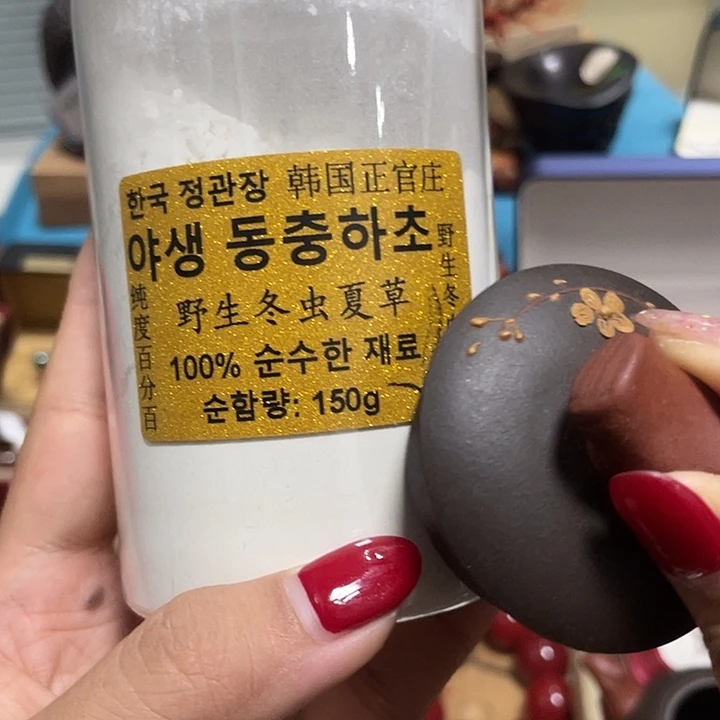 한국 정관장 韩国正官庄
야생 동충하초
野生冬虫夏草
100% 순수한 재료
순함량: 150g
纯度百分百
野生冬